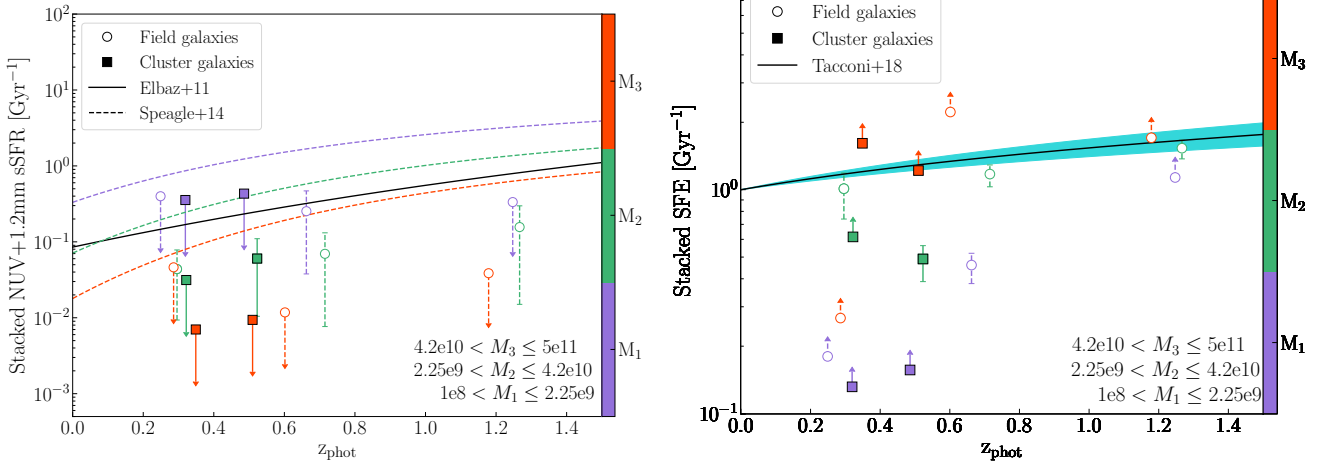 Stacked NUV+1.2mm sSFR [Gyr⁻¹]
10²
10¹
10⁰
10⁻¹
10⁻²
10⁻³
Field galaxies
Cluster galaxies
Elbaz+11
Speagle+14
4.2e10 < M₃ ≤ 5e11
2.25e9 < M₂ ≤ 4.2e10
1e8 < M₁ ≤ 2.25e9
M₃
M₂
M₁
0.0 0.2 0.4 0.6 0.8 1.0 1.2 1.4
z_phot
Stacked SFE [Gyr⁻¹]
10⁰
10⁻¹
Field galaxies
Cluster galaxies
Tacconi+18
4.2e10 < M₃ ≤ 5e11
2.25e9 < M₂ ≤ 4.2e10
1e8 < M₁ ≤ 2.25e9
M₃
M₂
M₁
0.0 0.2 0.4 0.6 0.8 1.0 1.2 1.4
z_phot